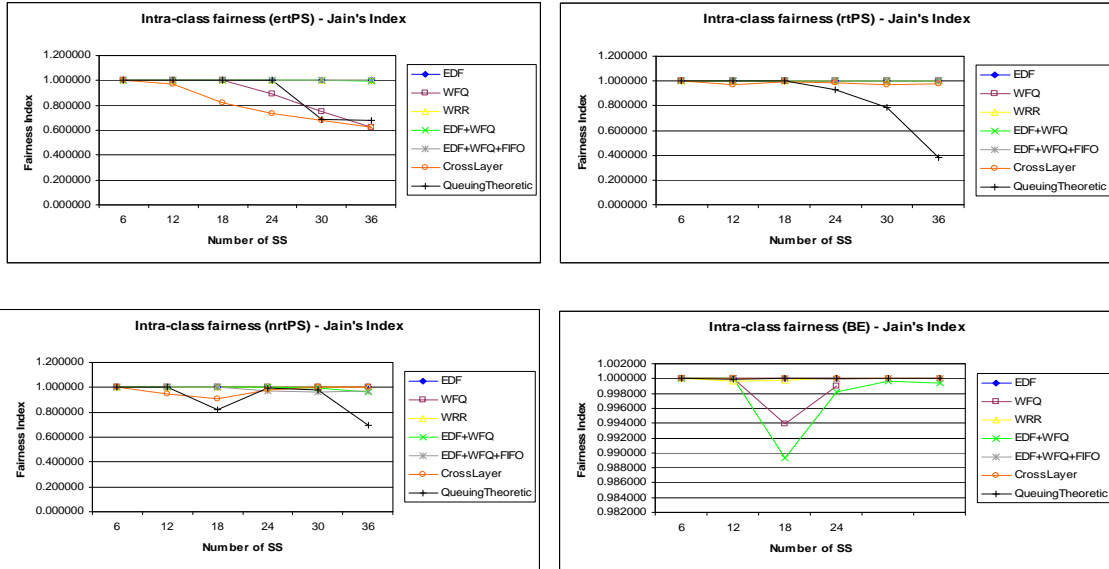 Intra-class fairness (ertPS) - Jain's Index
1.200000
1.000000
0.800000
0.600000
0.400000
0.200000
0.000000
Fairness Index
6 12 18 24 30 36
Number of SS
EDF
WFQ
WRR
EDF+WFQ
EDF+WFQ+FIFO
CrossLayer
QueuingTheoretic
Intra-class fairness (rtPS) - Jain's Index
1.200000
1.000000
0.800000
0.600000
0.400000
0.200000
0.000000
Fairness Index
6 12 18 24 30 36
Number of SS
EDF
WFQ
WRR
EDF+WFQ
EDF+WFQ+FIFO
CrossLayer
QueuingTheoretic
Intra-class fairness (nrtPS) - Jain's Index
1.200000
1.000000
0.800000
0.600000
0.400000
0.200000
0.000000
Fairness Index
6 12 18 24 30 36
Number of SS
EDF
WFQ
WRR
EDF+WFQ
EDF+WFQ+FIFO
CrossLayer
QueuingTheoretic
Intra-class fairness (BE) - Jain's Index
1.002000
1.000000
0.998000
0.996000
0.994000
0.992000
0.990000
0.988000
0.986000
0.984000
0.982000
Fairness Index
6 12 18 24
Number of SS
EDF
WFQ
WRR
EDF+WFQ
EDF+WFQ+FIFO
CrossLayer
QueuingTheoretic